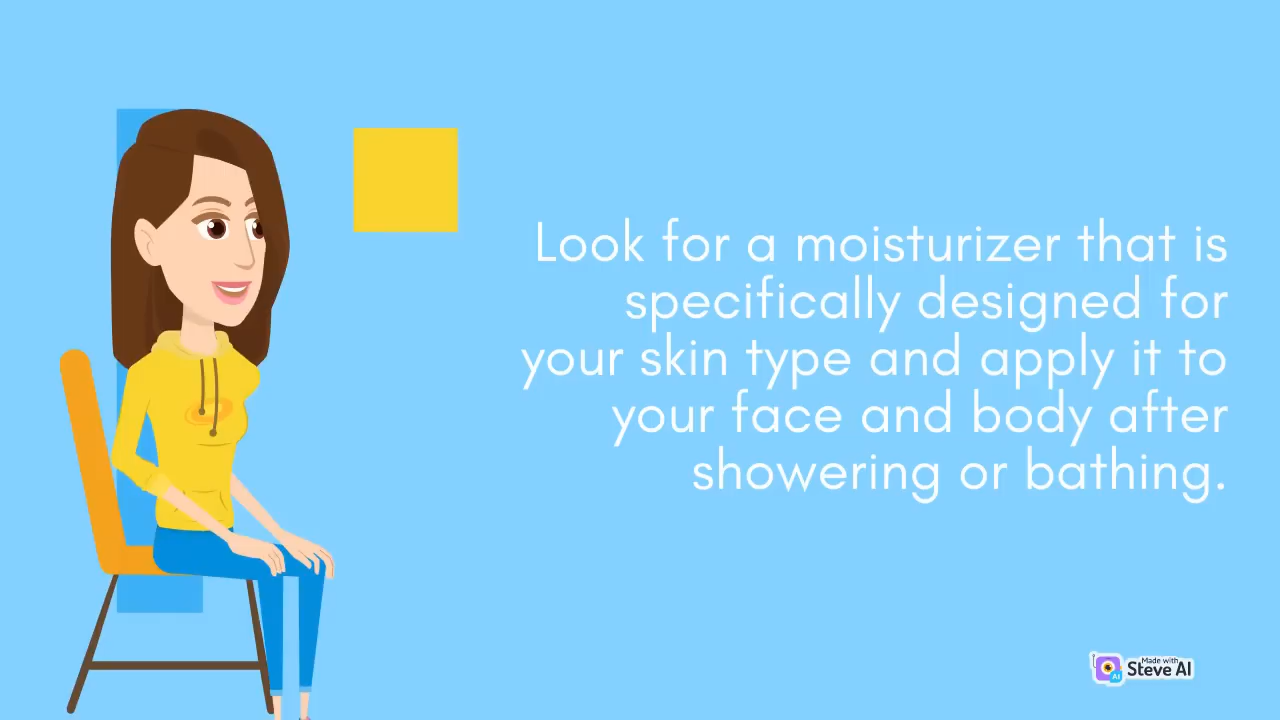 Look for a moisturizer that is
specifically designed for
your skin type and apply it to
your face and body after
showering or bathing.
Made with
Steve AI
AI